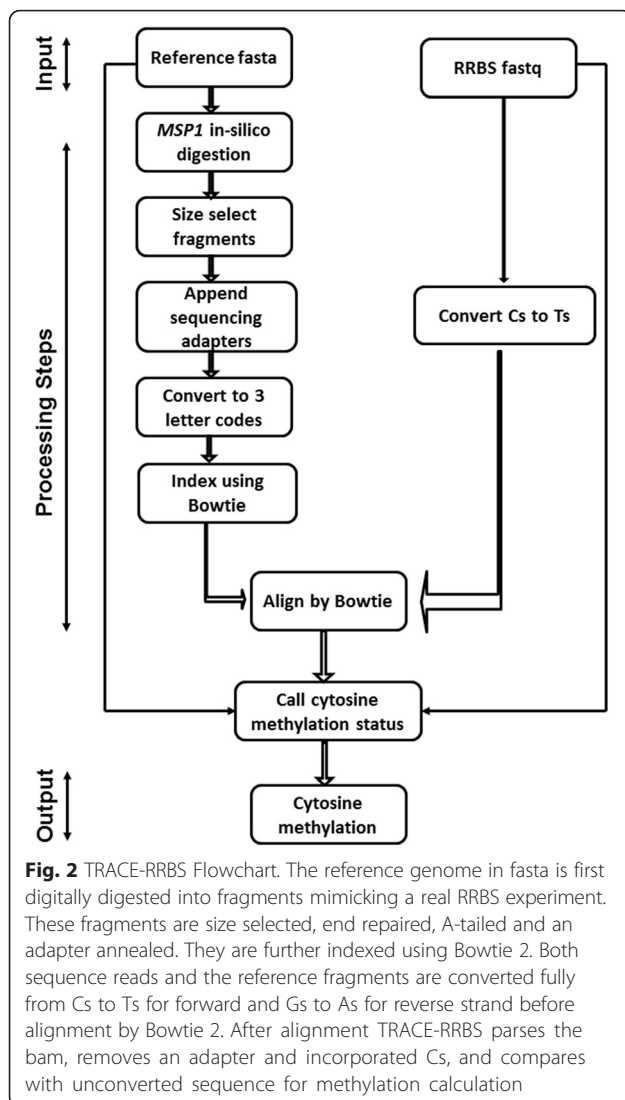 Input
Reference fasta
RRBS fastq
Processing Steps
MSP1 in-silico
digestion
Size select
fragments
Append
sequencing
adapters
Convert Cs to Ts
Convert to 3
letter codes
Index using
Bowtie
Align by Bowtie
Call cytosine
methylation status
Output
Cytosine
methylation
Fig. 2 TRACE-RRBS Flowchart. The reference genome in fasta is first
digitally digested into fragments mimicking a real RRBS experiment.
These fragments are size selected, end repaired, A-tailed and an
adapter annealed. They are further indexed using Bowtie 2. Both
sequence reads and the reference fragments are converted fully
from Cs to Ts for forward and Gs to As for reverse strand before
alignment by Bowtie 2. After alignment TRACE-RRBS parses the
bam, removes an adapter and incorporated Cs, and compares
with unconverted sequence for methylation calculation